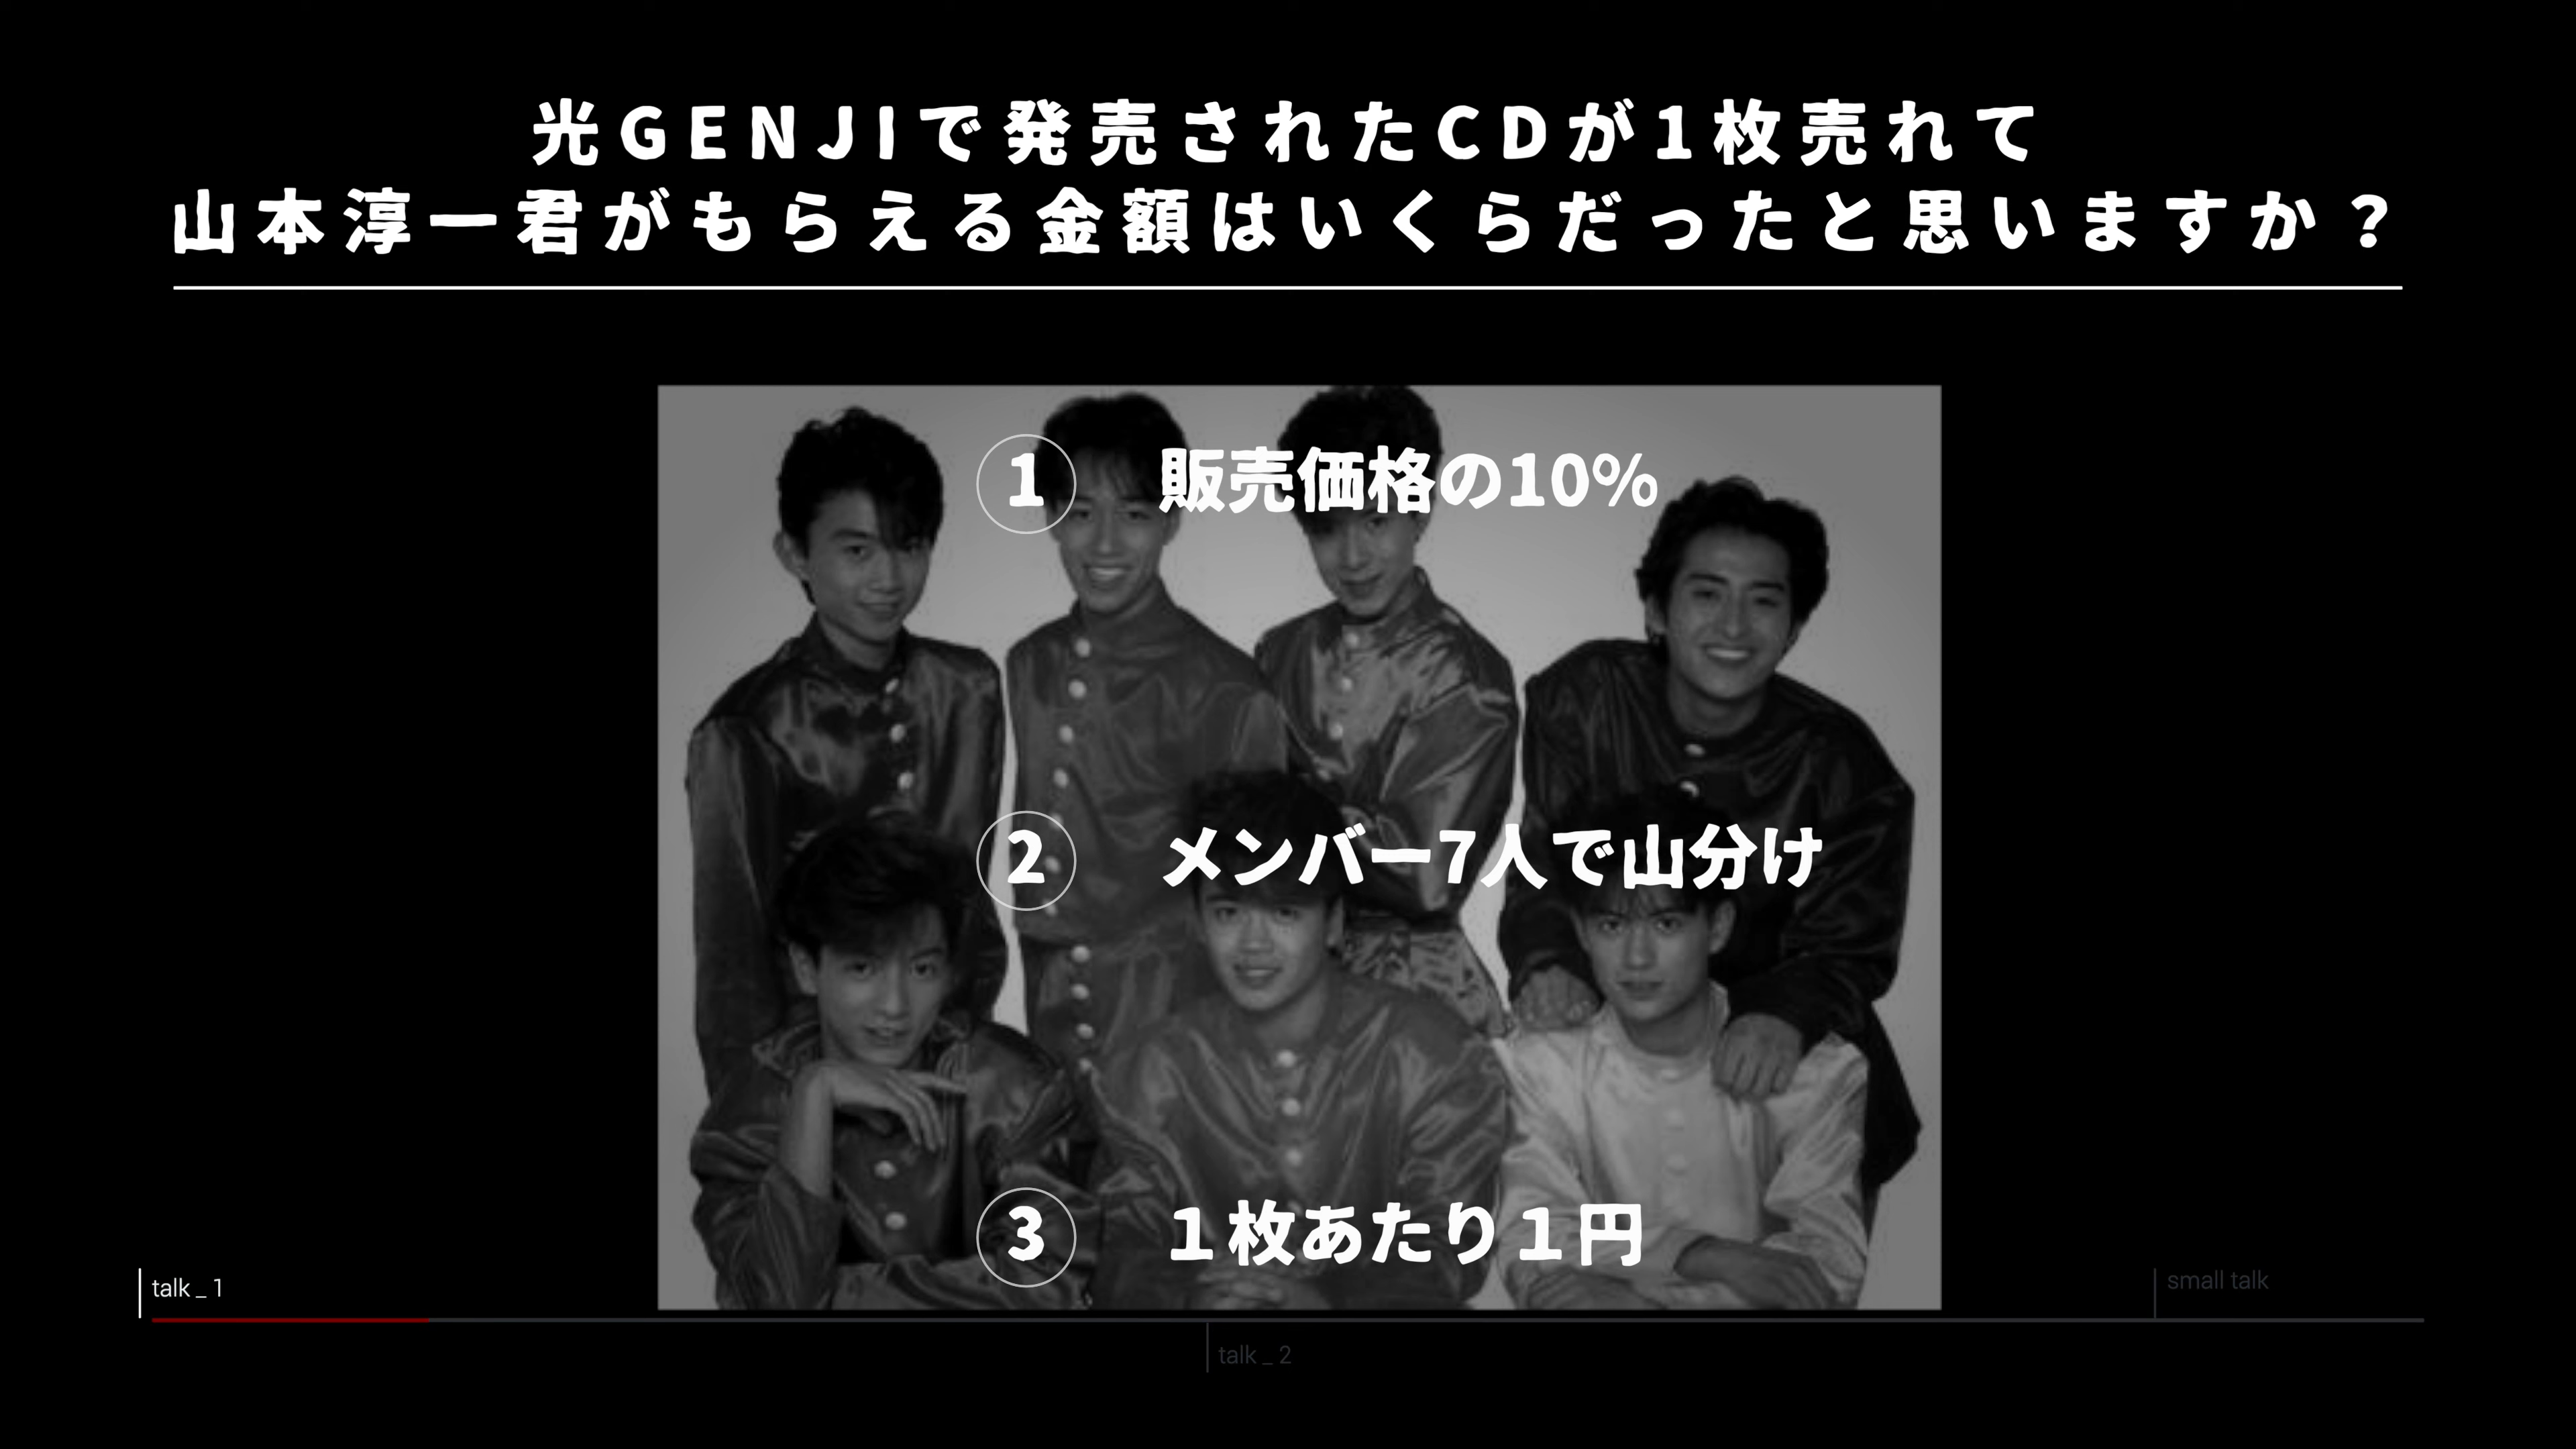 光GENJIで発売されたCDが1枚売れて
山本淳一君がもらえる金額はいくらだったと思いますか？
1 販売価格の10%
2 メンバー7人で山分け
3 １枚あたり１円
talk _ 1
small talk
talk _ 2